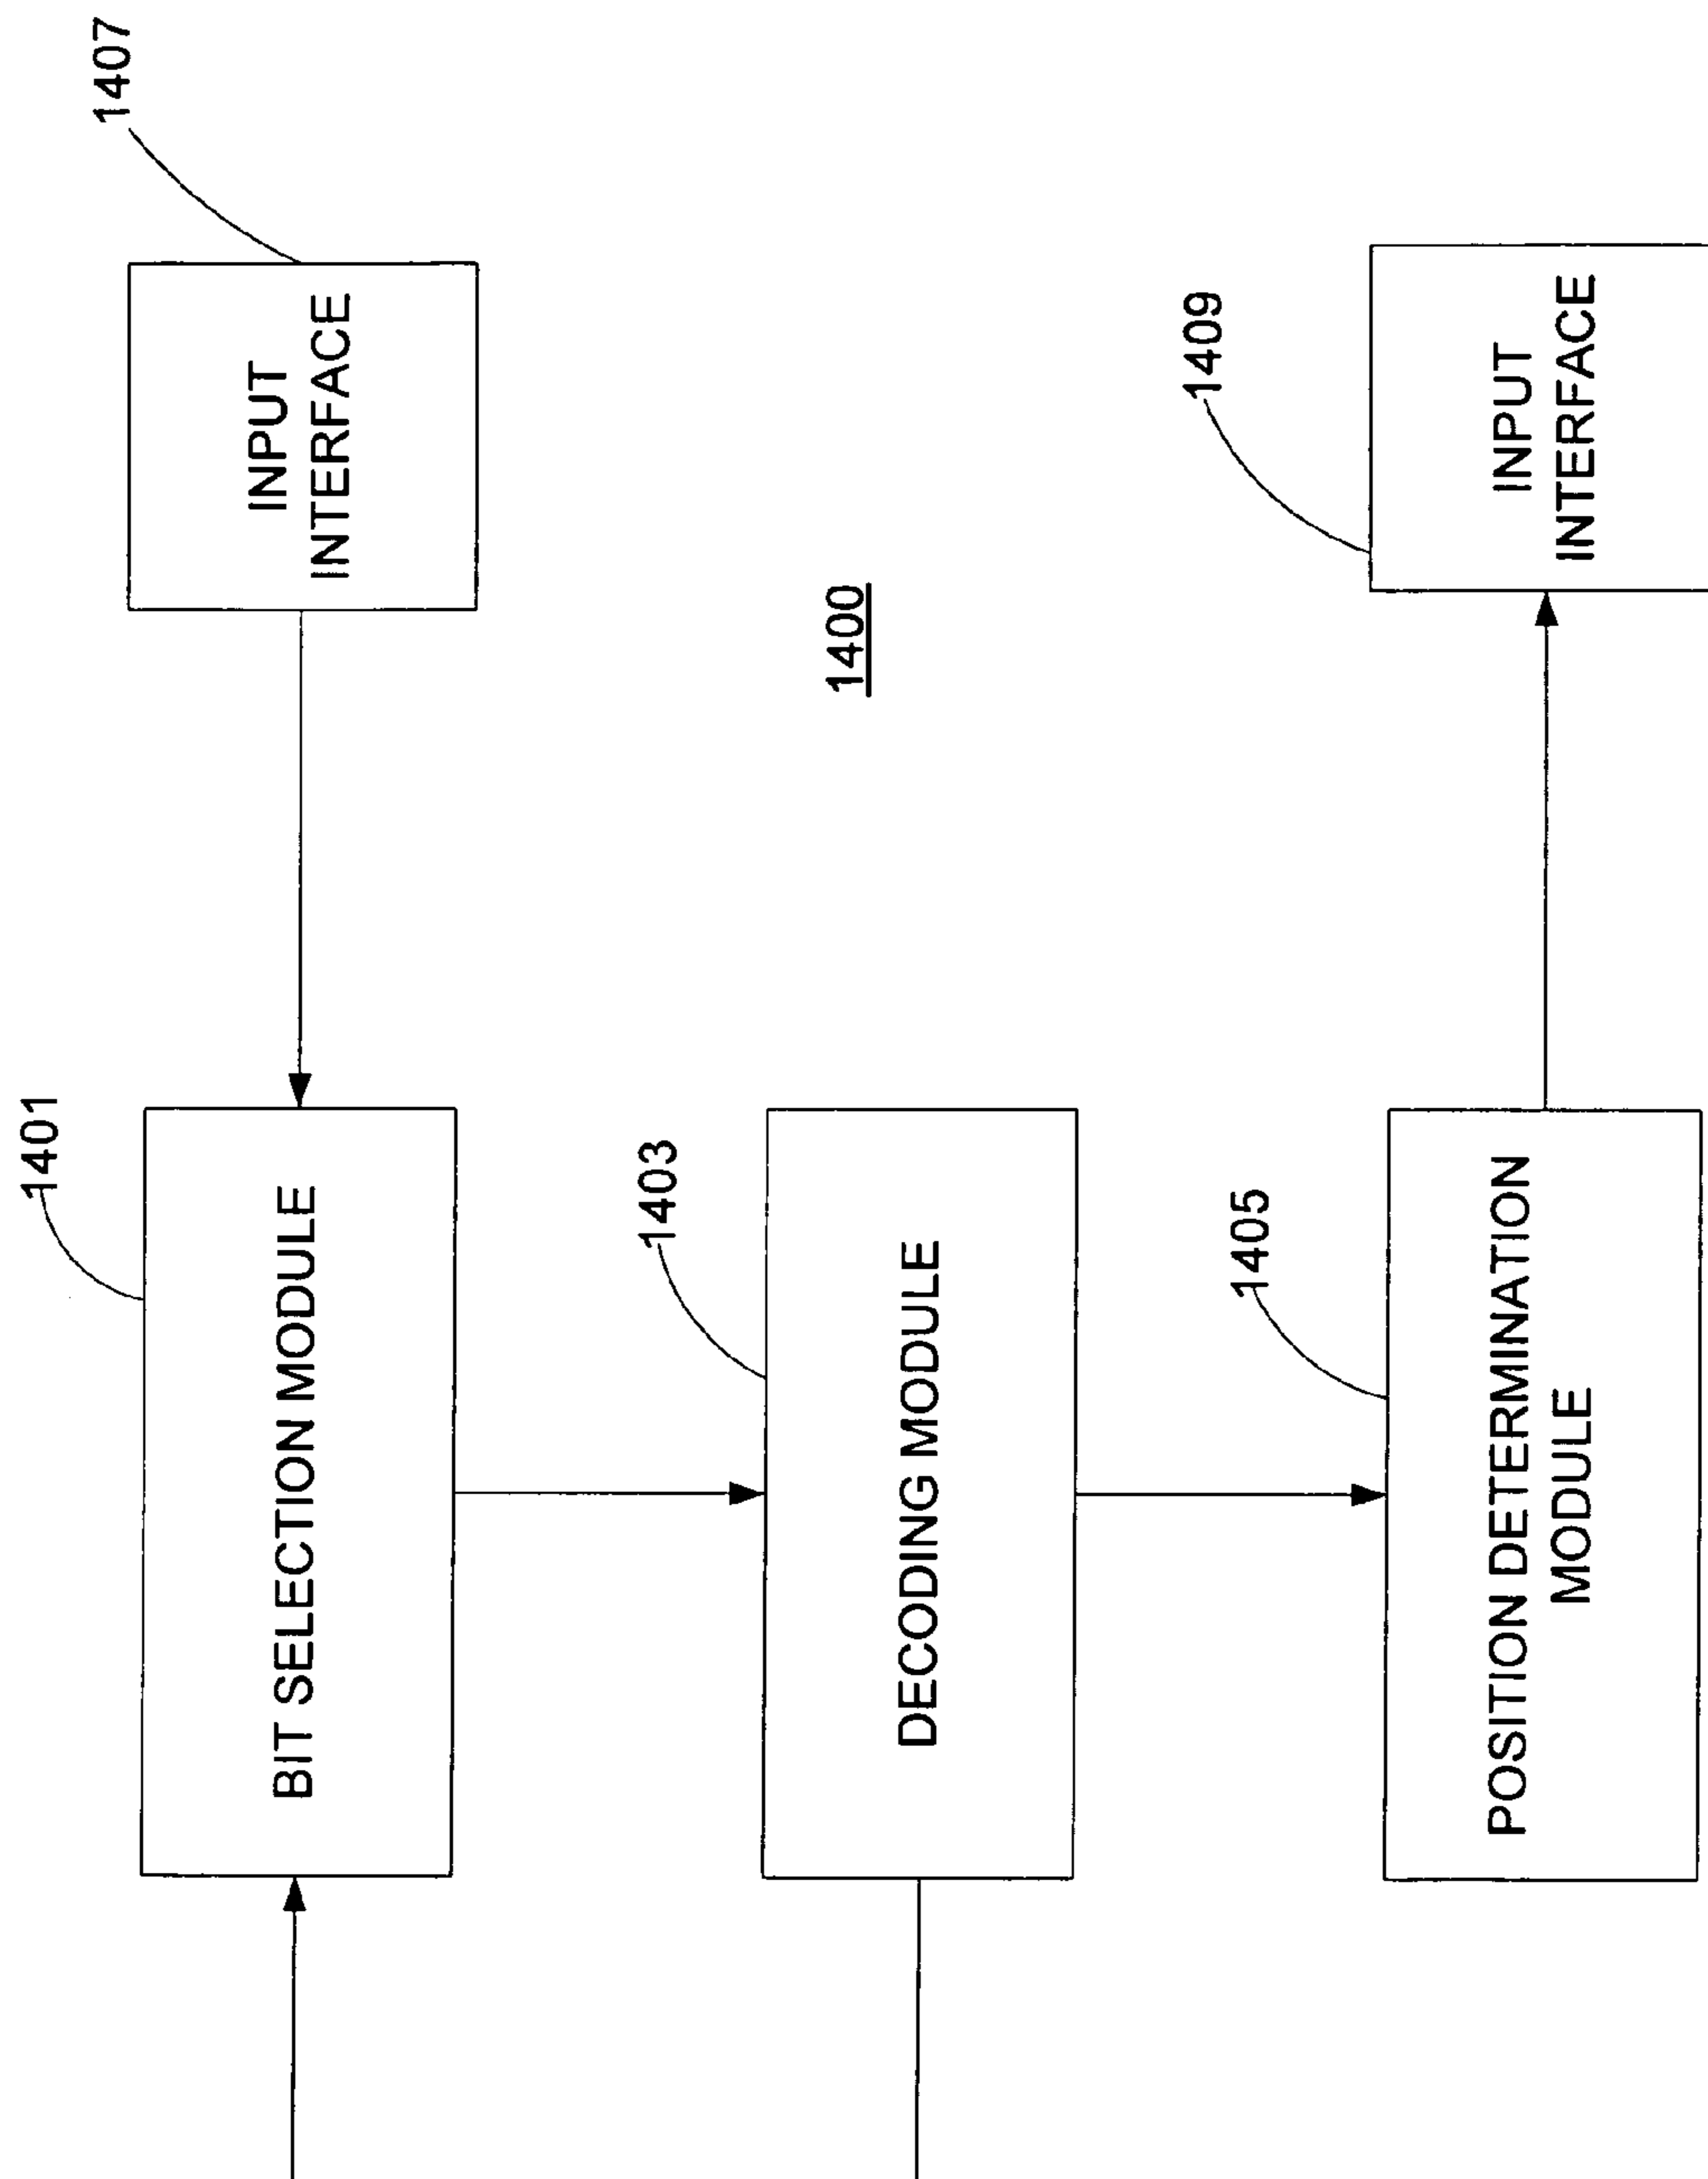 1407
INPUT
INTERFACE
1401
BIT SELECTION MODULE
1400
1403
DECODING MODULE
1409
INPUT
INTERFACE
1405
POSITION DETERMINATION
MODULE